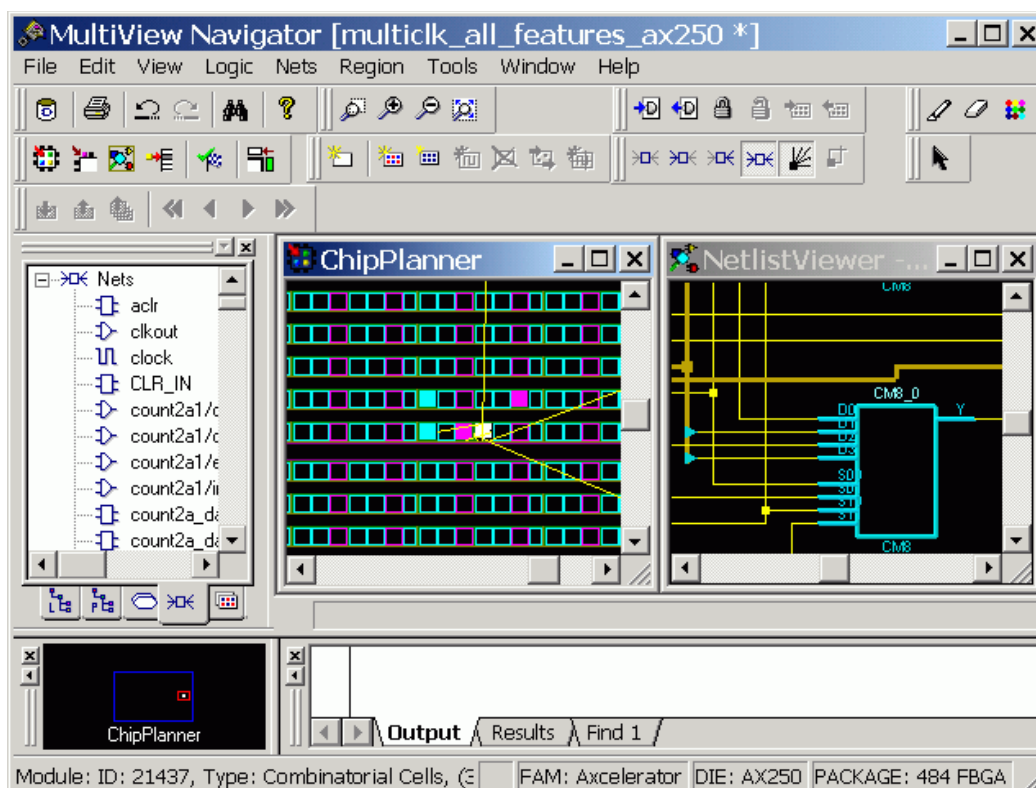 MultiView Navigator [multiclk_all_features_ax250 *]
File Edit View Logic Nets Region Tools Window Help
ChipPlanner
NetlistViewer -...
Nets
aclr
clkout
clock
CLR_IN
count2a1/c
count2a1/c
count2a1/e
count2a1/i
count2a_da
count2a_da
CM8
CM8_0
D0
D1
D2
D3
Y
CM8
ChipPlanner
Output Results Find 1
Module: ID: 21437, Type: Combinatorial Cells, (3
FAM: Axcelerator DIE: AX250 PACKAGE: 484 FBGA